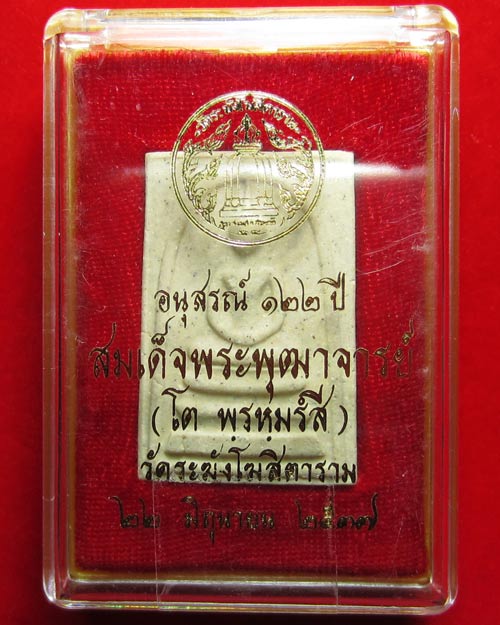 อนุสรณ์ ๑๒๒ ปี
สมเด็จพระพุฒาจารย์
(โต พฺรหฺมรํสี)
วัดระฆังโฆสิตาราม
๒๒ มิถุนายน ๒๕๓๗